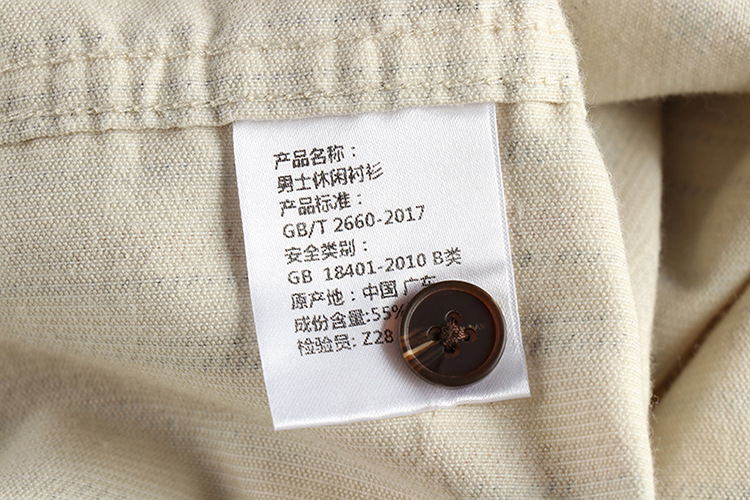 产品名称：
男士休闲衬衫
产品标准：
GB/T 2660-2017
安全类别：
GB 18401-2010 B类
原产地：中国 广东
成份含量:55%
检验员: Z28